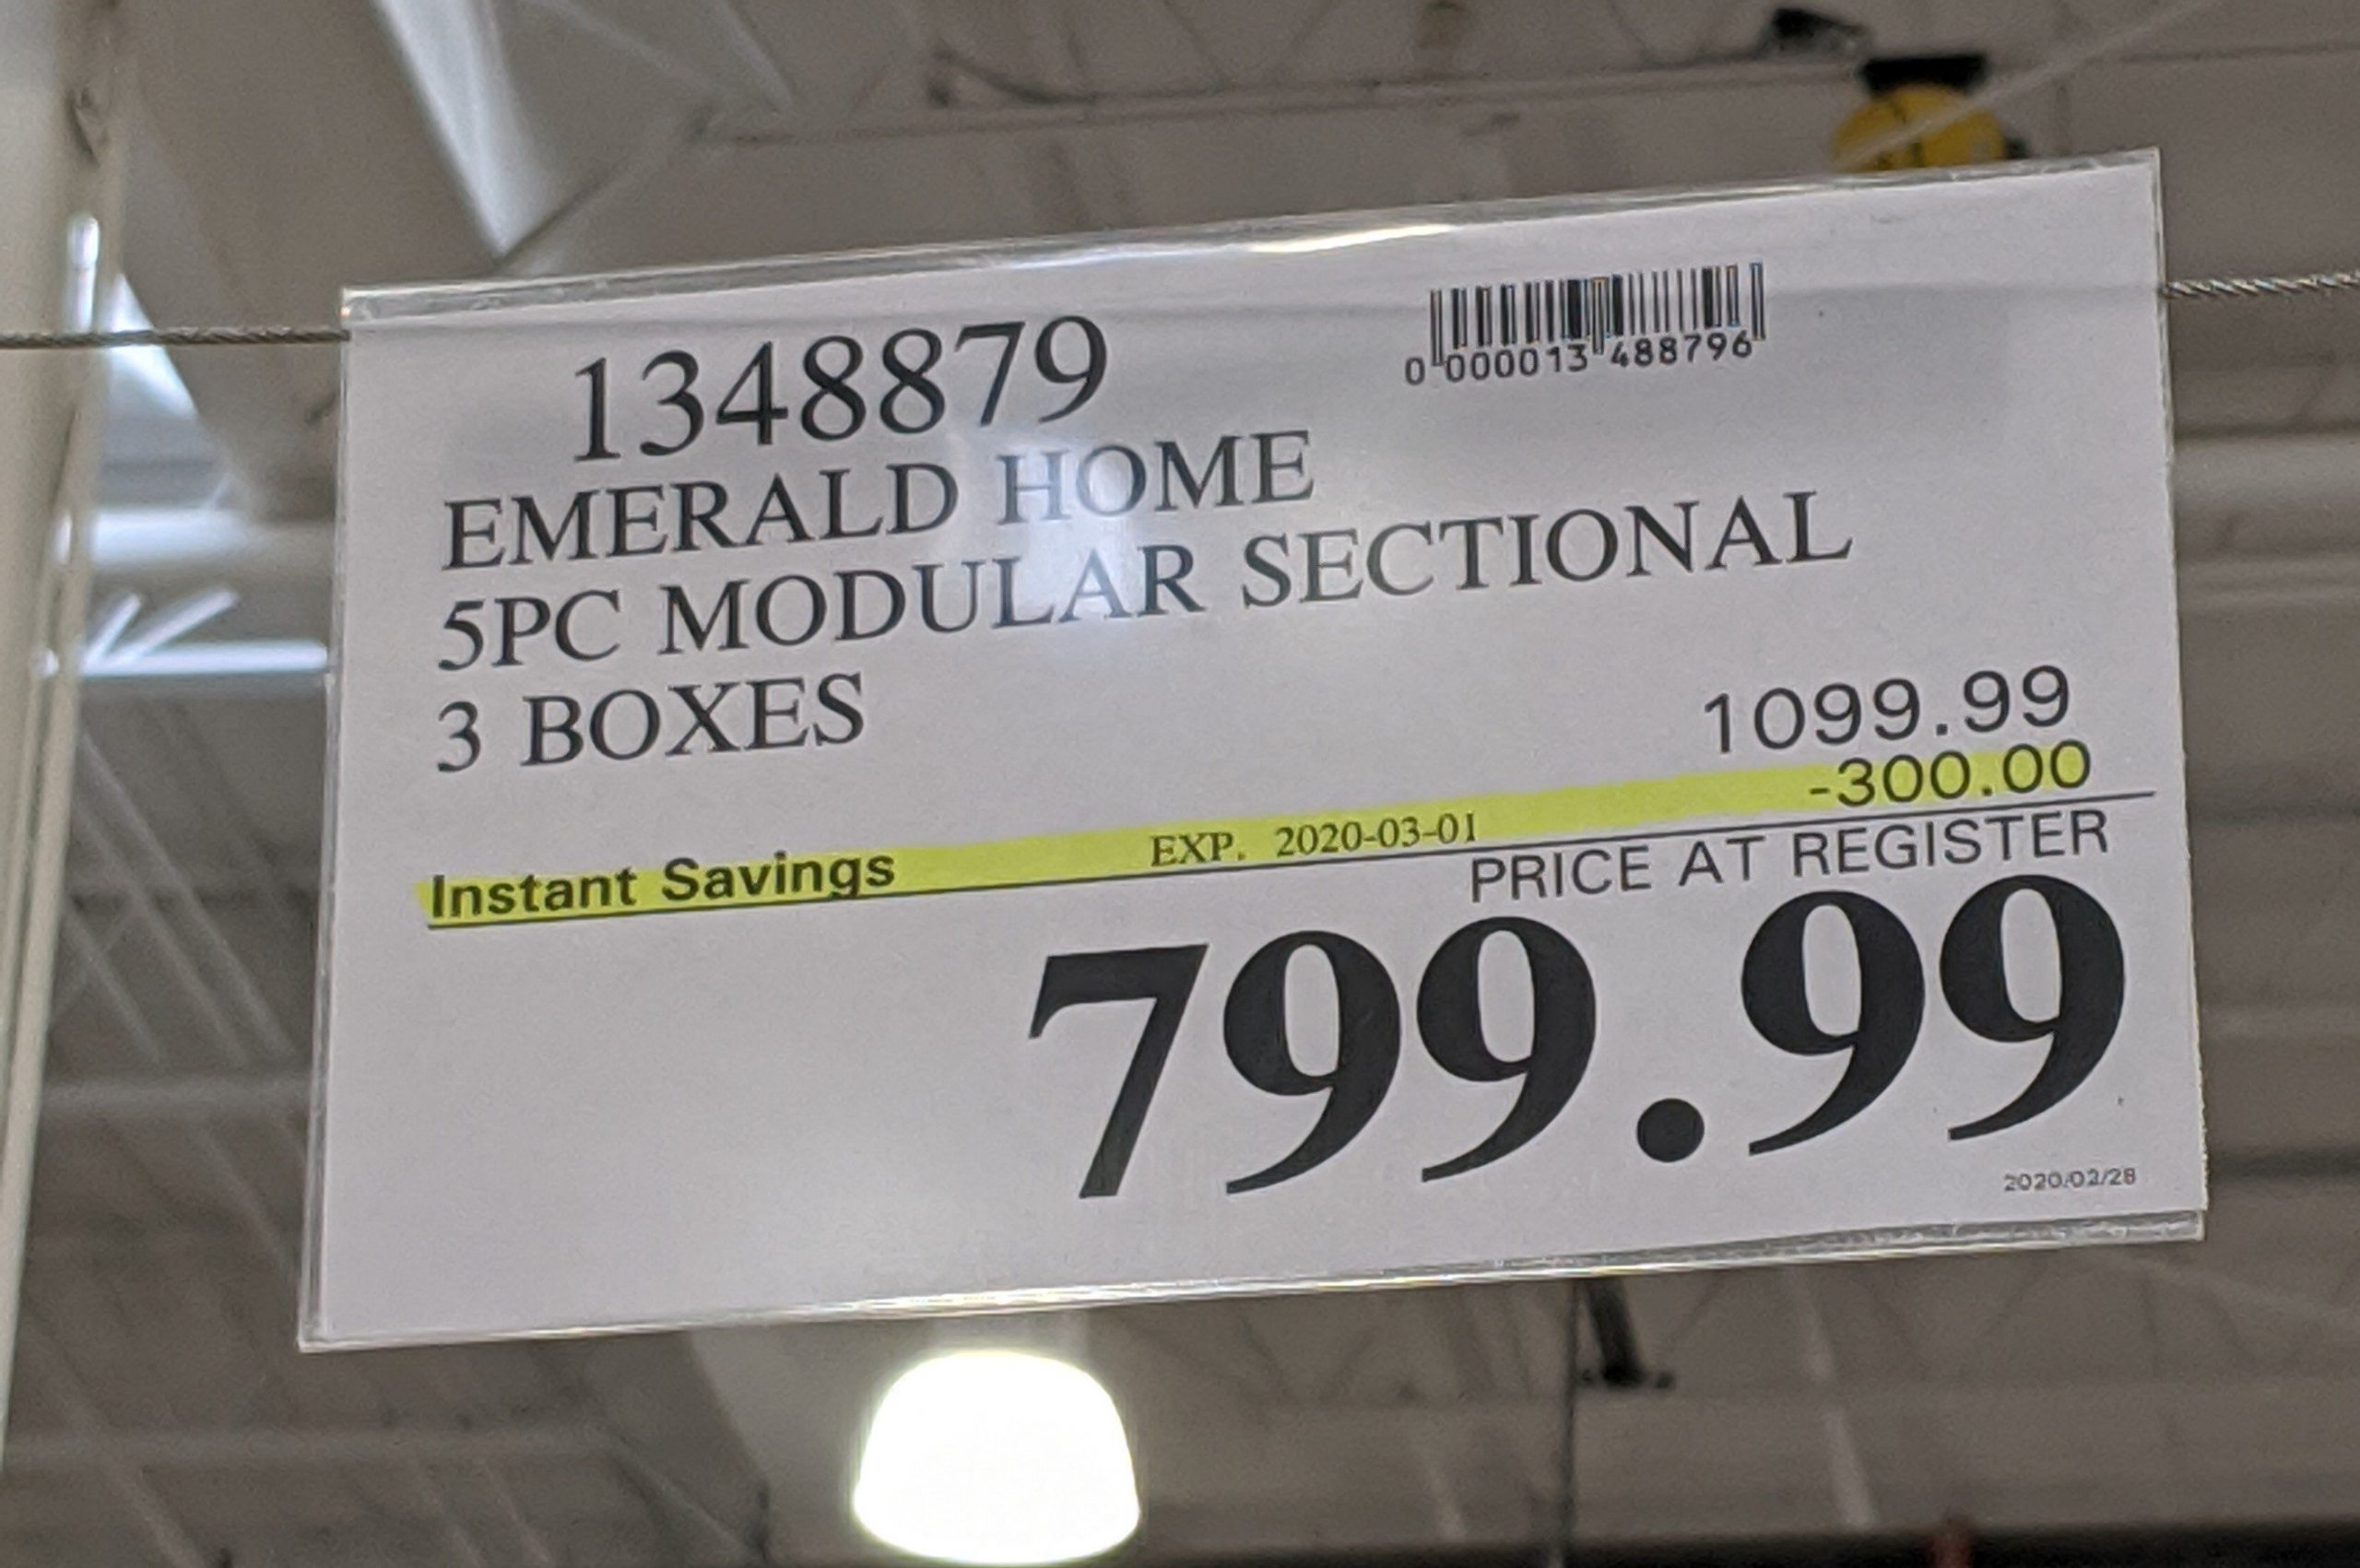 1348879
0 000013 488796
EMERALD HOME
5PC MODULAR SECTIONAL
3 BOXES
1099.99
-300.00
Instant Savings EXP. 2020-03-01
PRICE AT REGISTER
799.99
2020/02/28